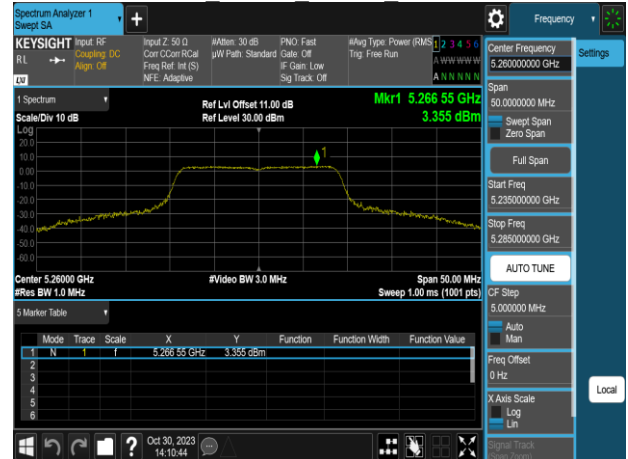 Spectrum Analyzer 1
Swept SA
+
Frequency
KEYSIGHT
RL
LXI
Input: RF
Coupling: DC
Align: Off
Input Z: 50 Ω
Corr CCorr RCal
Freq Ref: Int (S)
NFE: Adaptive
#Atten: 30 dB
µW Path: Standard
PNO: Fast
Gate: Off
IF Gain: Low
Sig Track: Off
#Avg Type: Power (RMS
Trig: Free Run
1 2 3 4 5 6
A W W W W W
A N N N N N
1 Spectrum
Scale/Div 10 dB
Ref Lvl Offset 11.00 dB
Ref Level 30.00 dBm
Mkr1 5.266 55 GHz
3.355 dBm
Log
20.0
10.0
0.00
-10.0
-20.0
-30.0
-40.0
-50.0
-60.0
1
Center 5.26000 GHz
#Res BW 1.0 MHz
#Video BW 3.0 MHz
Span 50.00 MHz
Sweep 1.00 ms (1001 pts)
5 Marker Table
Mode Trace Scale X Y Function Function Width Function Value
1 N 1 f 5.266 55 GHz 3.355 dBm
2
3
4
5
6
?
Oct 30, 2023
14:10:44
Center Frequency
5.260000000 GHz
Settings
Span
50.0000000 MHz
Swept Span
Zero Span
Full Span
Start Freq
5.235000000 GHz
Stop Freq
5.285000000 GHz
AUTO TUNE
CF Step
5.000000 MHz
Auto
Man
Freq Offset
0 Hz
X Axis Scale
Log
Lin
Local
Signal Track
(Span Zoom)